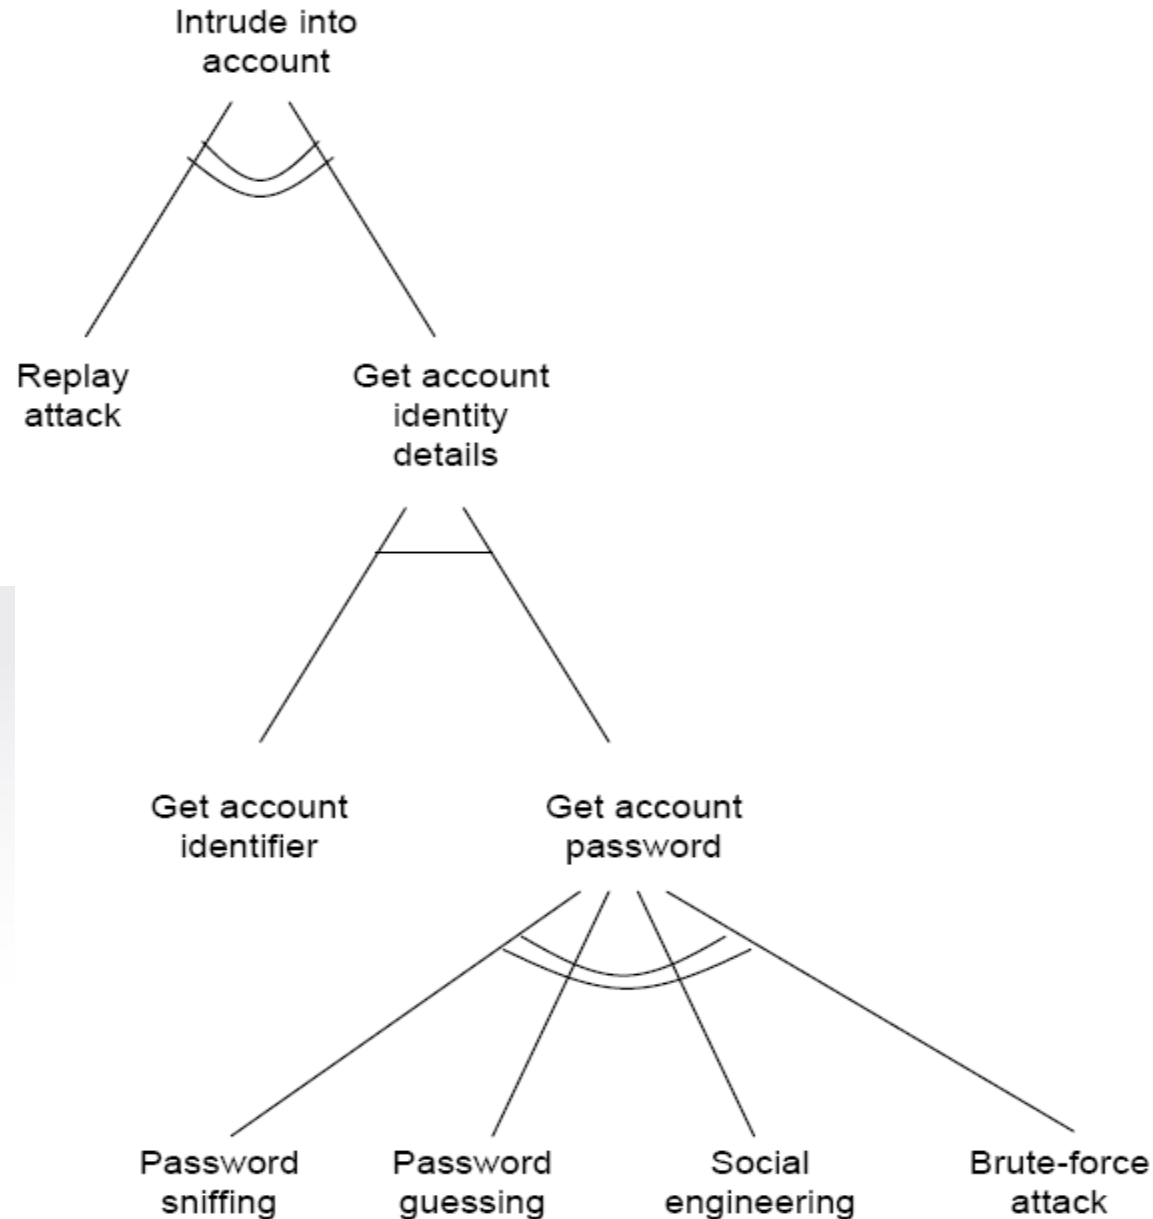 Intrude into
account
Replay
attack
Get account
identity
details
Get account
identifier
Get account
password
Password
sniffing
Password
guessing
Social
engineering
Brute-force
attack